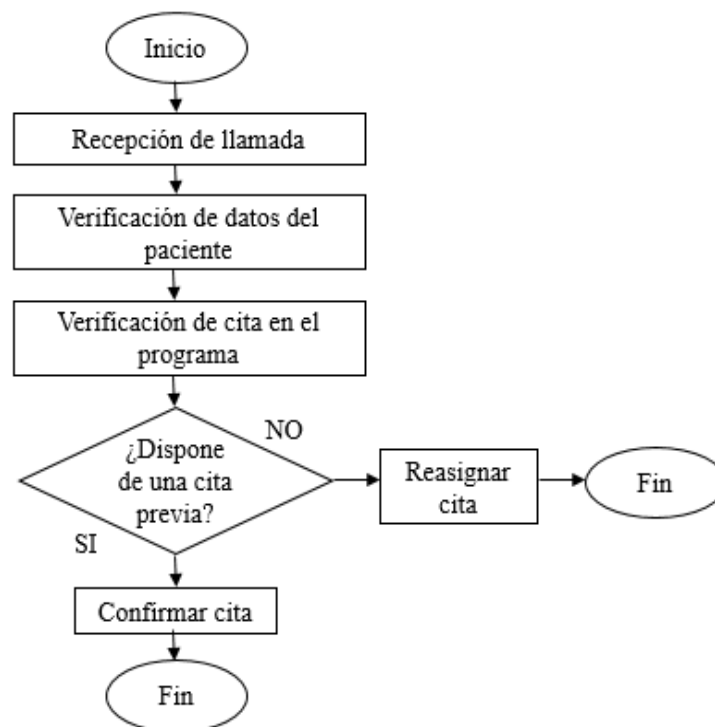 Inicio
Recepción de llamada
Verificación de datos del
paciente
Verificación de cita en el
programa
¿Dispone
de una cita
previa?
NO
Reasignar
cita
Fin
SI
Confirmar cita
Fin